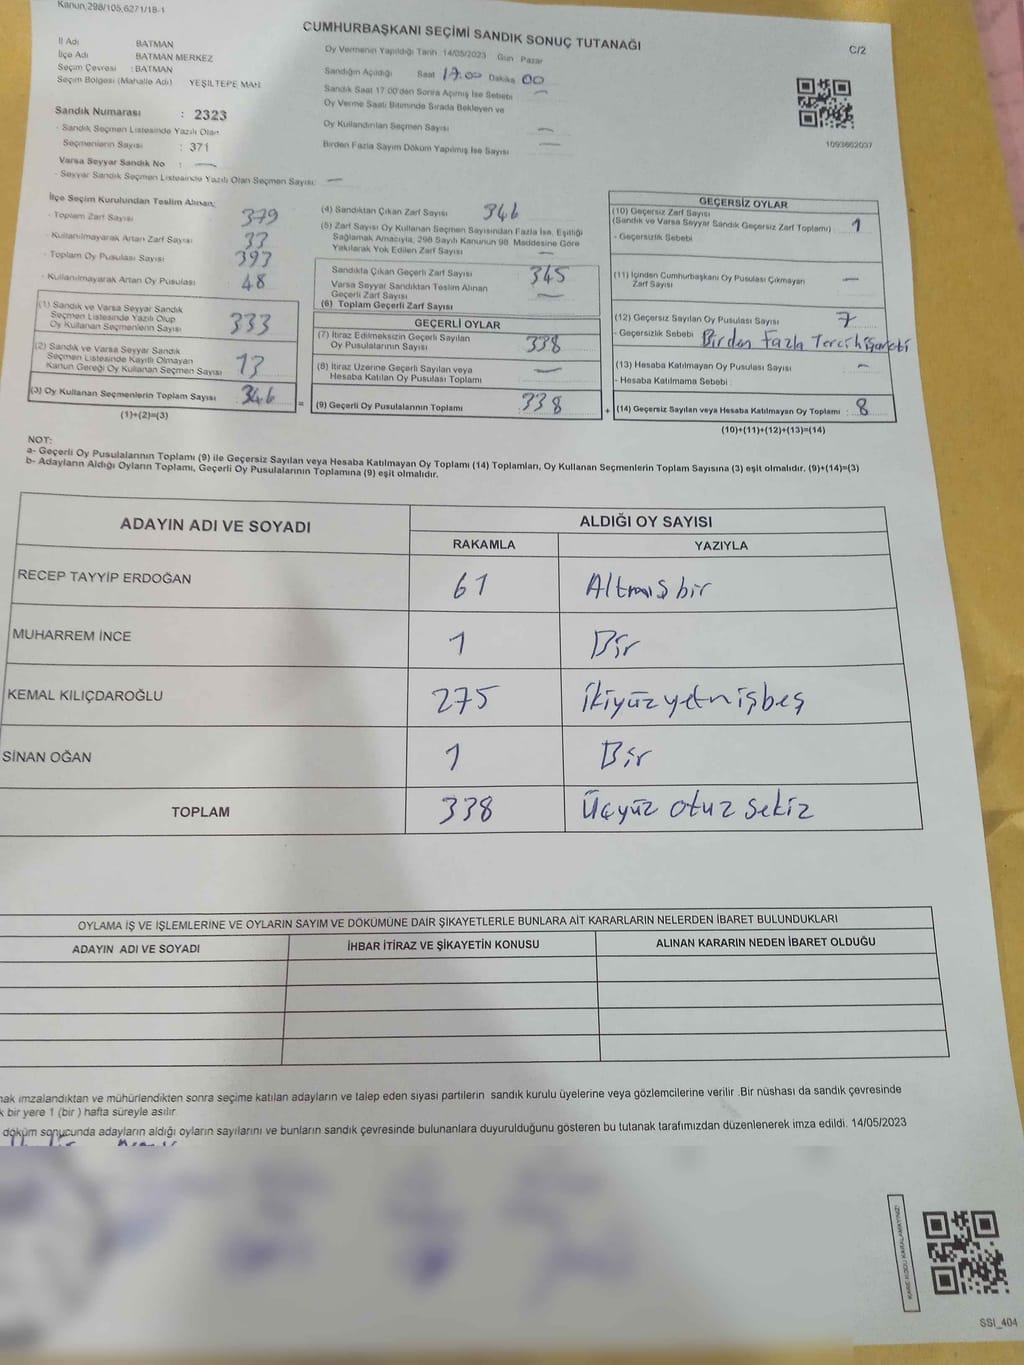 Kanun,298/105,6271/18-1
CUMHURBAŞKANI SEÇİMİ SANDIK SONUÇ TUTANAĞI
C/2
İl Adı BATMAN
İlçe Adı BATMAN MERKEZ
Seçim Çevresi : BATMAN
Seçim Bölgesi (Mahalle Adı) YEŞİLTEPE MAH.
Sandık Numarası : 2323
- Sandık Seçmen Listesinde Yazılı Olan
Seçmenlerin Sayısı : 371
Varsa Seyyar Sandık No : —
- Seyyar Sandık Seçmen Listesinde Yazılı Olan Seçmen Sayısı: —
Oy Vermenin Yapıldığı Tarih 14/05/2023 Gün Pazar
Sandığın Açıldığı Saat 17:00 Dakika 00
Sandık Saat 17:00'den Sonra Açılmış İse Sebebi —
Oy Verme Saati Bitiminde Sırada Bekleyen ve
Oy Kullandırılan Seçmen Sayısı —
Birden Fazla Sayım Döküm Yapılmış İse Sayısı —
1093662037
İlçe Seçim Kurulundan Teslim Alınan;
- Toplam Zarf Sayısı 379
- Kullanılmayarak Artan Zarf Sayısı 33
- Toplam Oy Pusulası Sayısı 397
- Kullanılmayarak Artan Oy Pusulası 48
(1) Sandık ve Varsa Seyyar Sandık
Seçmen Listesinde Yazılı Olup
Oy Kullanan Seçmenlerin Sayısı 333
(2) Sandık ve Varsa Seyyar Sandık
Seçmen Listesinde Kayıtlı Olmayan
Kanun Gereği Oy Kullanan Seçmen Sayısı 13
(3) Oy Kullanan Seçmenlerin Toplam Sayısı 346
(1)+(2)=(3)
=
(4) Sandıktan Çıkan Zarf Sayısı 346
(5) Zarf Sayısı Oy Kullanan Seçmen Sayısından Fazla İse, Eşitliği
Sağlamak Amacıyla, 298 Sayılı Kanunun 98. Maddesine Göre
Yakılarak Yok Edilen Zarf Sayısı —
Sandıkta Çıkan Geçerli Zarf Sayısı 345
Varsa Seyyar Sandıktan Teslim Alınan
Geçerli Zarf Sayısı —
(6) Toplam Geçerli Zarf Sayısı
GEÇERLİ OYLAR
(7) İtiraz Edilmeksizin Geçerli Sayılan
Oy Pusulalarının Sayısı 338
(8) İtiraz Üzerine Geçerli Sayılan veya
Hesaba Katılan Oy Pusulası Toplamı —
(9) Geçerli Oy Pusulalarının Toplamı 338
+
GEÇERSİZ OYLAR
(10) Geçersiz Zarf Sayısı
(Sandık ve Varsa Seyyar Sandık Geçersiz Zarf Toplamı) : 1
- Geçersizlik Sebebi
(11) İçinden Cumhurbaşkanı Oy Pusulası Çıkmayan
Zarf Sayısı —
(12) Geçersiz Sayılan Oy Pusulası Sayısı : 7
- Geçersizlik Sebebi Birden Fazla Tercih işareti
(13) Hesaba Katılmayan Oy Pusulası Sayısı : —
- Hesaba Katılmama Sebebi :
(14) Geçersiz Sayılan veya Hesaba Katılmayan Oy Toplamı : 8
(10)+(11)+(12)+(13)=(14)
NOT:
a- Geçerli Oy Pusulalarının Toplamı (9) ile Geçersiz Sayılan veya Hesaba Katılmayan Oy Toplamı (14) Toplamları, Oy Kullanan Seçmenlerin Toplam Sayısına (3) eşit olmalıdır. (9)+(14)=(3)
b- Adayların Aldığı Oyların Toplamı, Geçerli Oy Pusulalarının Toplamına (9) eşit olmalıdır.
ADAYIN ADI VE SOYADI ALDIĞI OY SAYISI
RAKAMLA YAZIYLA
RECEP TAYYİP ERDOĞAN 61 Altmış bir
MUHARREM İNCE 1 Bir
KEMAL KILIÇDAROĞLU 275 ikiyüz yetmişbeş
SİNAN OĞAN 1 Bir
TOPLAM 338 Üçyüz otuz sekiz
OYLAMA İŞ VE İŞLEMLERİNE VE OYLARIN SAYIM VE DÖKÜMÜNE DAİR ŞİKAYETLERLE BUNLARA AİT KARARLARIN NELERDEN İBARET BULUNDUKLARI
ADAYIN ADI VE SOYADI İHBAR İTİRAZ VE ŞİKAYETİN KONUSU ALINAN KARARIN NEDEN İBARET OLDUĞU
imzalandıktan ve mühürlendikten sonra seçime katılan adayların ve talep eden siyasi partilerin sandık kurulu üyelerine veya gözlemcilerine verilir .Bir nüshası da sandık çevresinde
bir yere 1 (bir ) hafta süreyle asılır.
döküm sonucunda adayların aldığı oyların sayılarını ve bunların sandık çevresinde bulunanlara duyurulduğunu gösteren bu tutanak tarafımızdan düzenlenerek imza edildi. 14/05/2023
KARE KODU KARALAMAYINIZ!
SSI_404